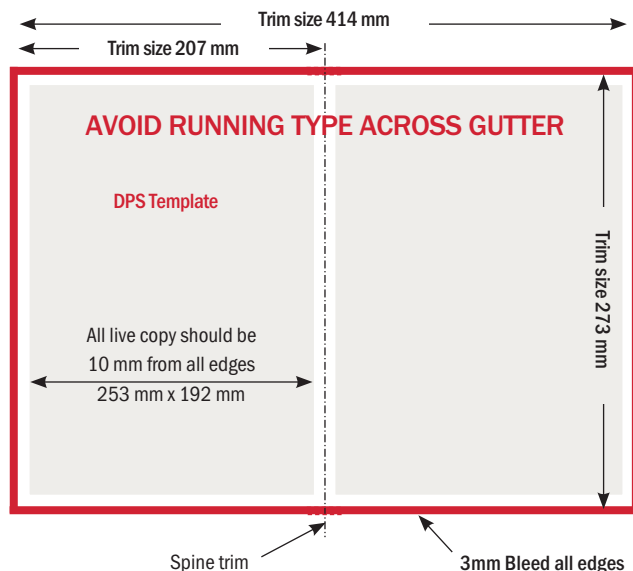 Trim size 414 mm
Trim size 207 mm
AVOID RUNNING TYPE ACROSS GUTTER
DPS Template
Trim size 273 mm
All live copy should be
10 mm from all edges
253 mm x 192 mm
Spine trim
3mm Bleed all edges